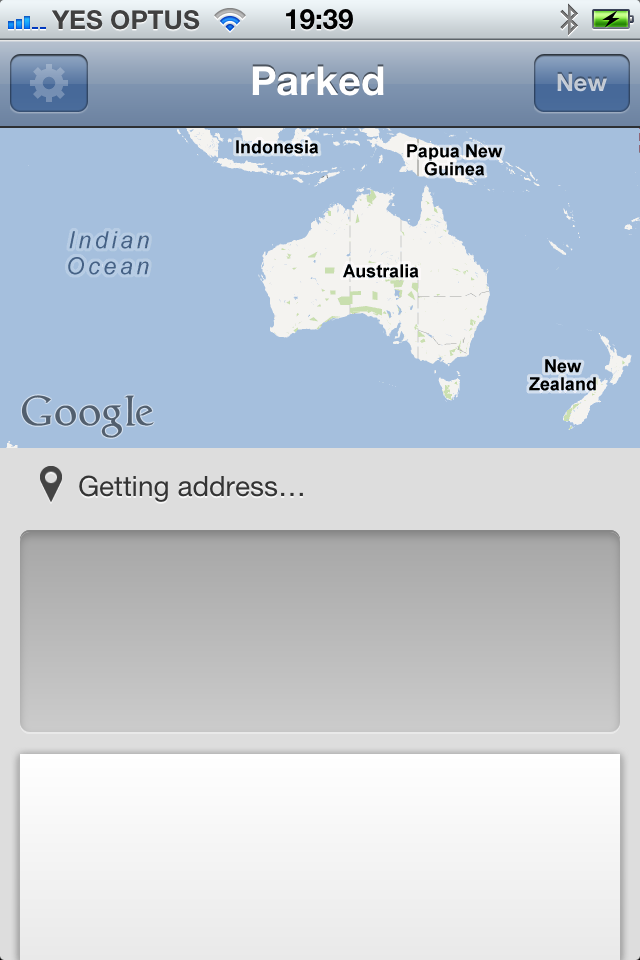 YES OPTUS 19:39
Parked
New
Indonesia
Papua New
Guinea
Indian
Ocean
Australia
New
Zealand
Google
Getting address…